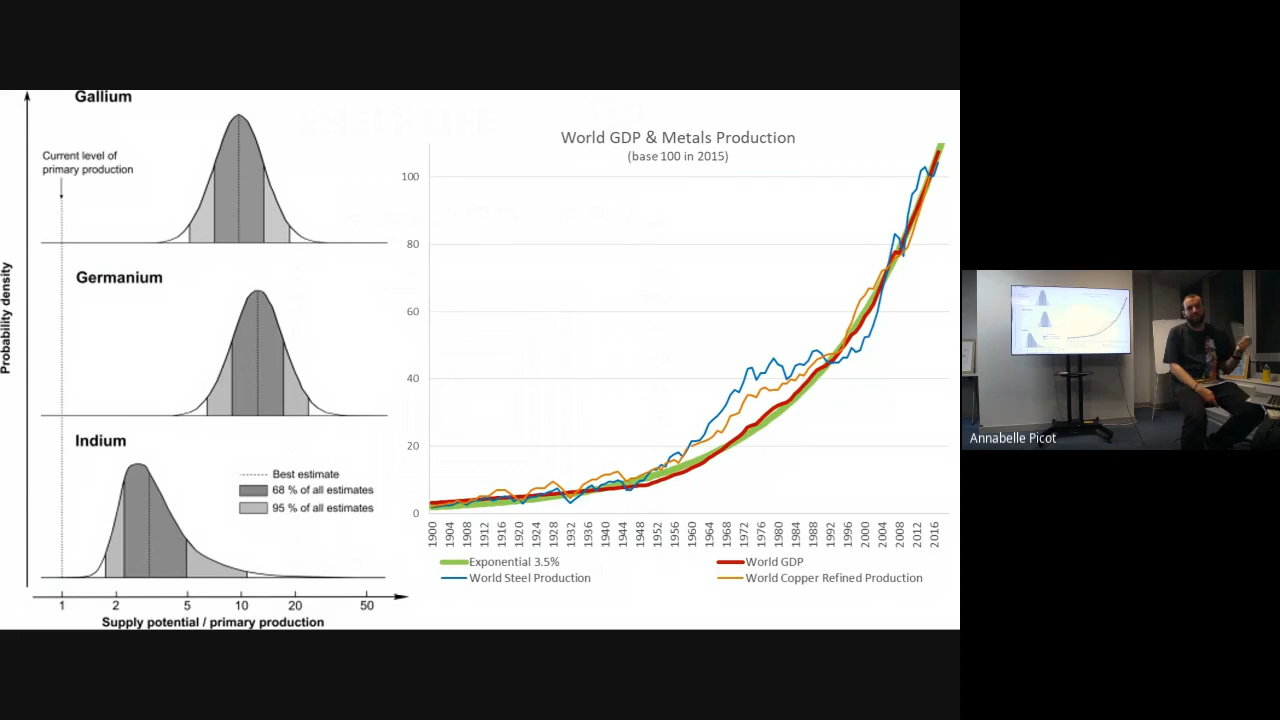 Gallium
Current level of
primary production
Germanium
Indium
Best estimate
68 % of all estimates
95 % of all estimates
Probability density
1 2 5 10 20 50
Supply potential / primary production
World GDP & Metals Production
(base 100 in 2015)
100
80
60
40
20
0
1900 1904 1908 1912 1916 1920 1924 1928 1932 1936 1940 1944 1948 1952 1956 1960 1964 1968 1972 1976 1980 1984 1988 1992 1996 2000 2004 2008 2012 2016
Exponential 3.5% World GDP
World Steel Production World Copper Refined Production
Annabelle Picot